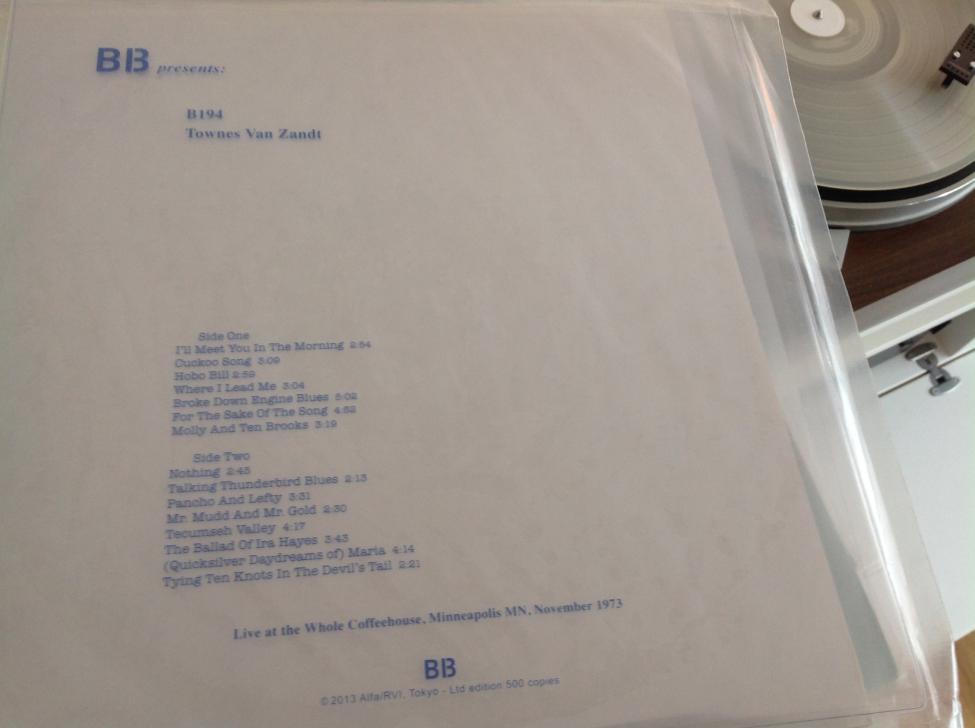 BB presents:
B194
Townes Van Zandt
Side One
I'll Meet You In The Morning 2:54
Cuckoo Song 3:09
Hobo Bill 2:59
Where I Lead Me 3:04
Broke Down Engine Blues 5:02
For The Sake Of The Song 4:52
Molly And Ten Brooks 3:19
Side Two
Nothing 2:45
Talking Thunderbird Blues 2:13
Pancho And Lefty 3:31
Mr. Mudd And Mr. Gold 2:30
Tecumseh Valley 4:17
The Ballad Of Ira Hayes 3:43
(Quicksilver Daydreams of) Maria 4:14
Tying Ten Knots In The Devil's Tail 2:21
Live at the Whole Coffeehouse, Minneapolis MN, November 1973
BB
©2013 Alfa/RVI, Tokyo - Ltd edition 500 copies